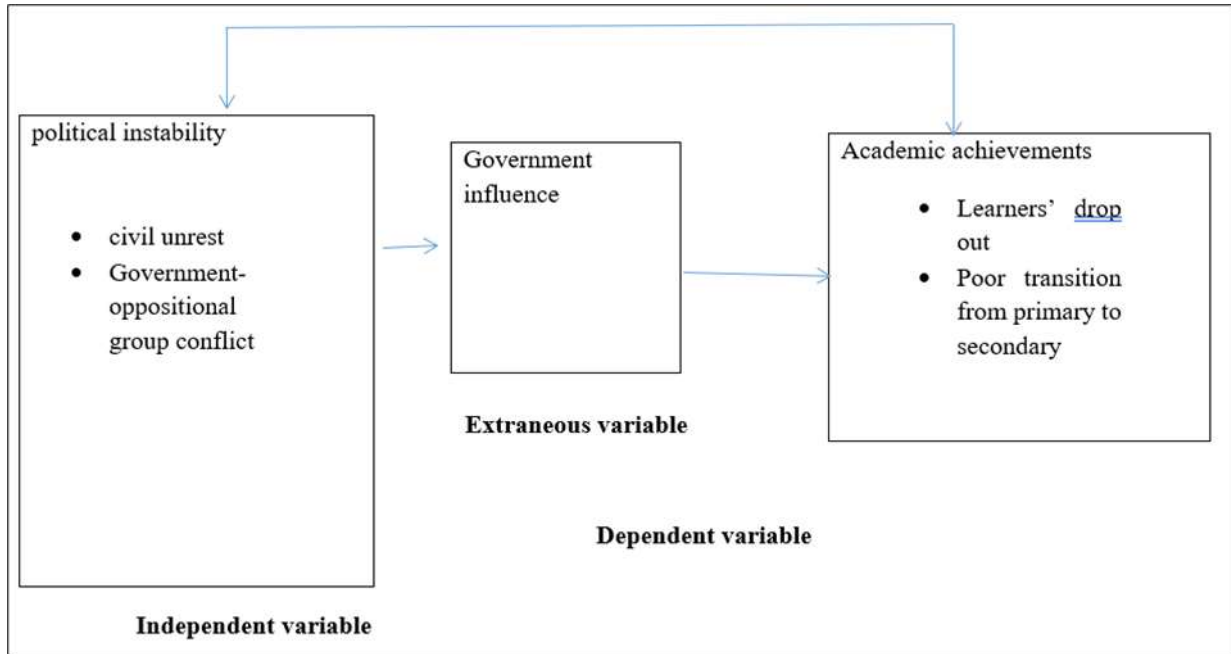 political instability
• civil unrest
• Government-
oppositional
group conflict
Independent variable
Government
influence
Extraneous variable
Academic achievements
• Learners’ drop
out
• Poor transition
from primary to
secondary
Dependent variable